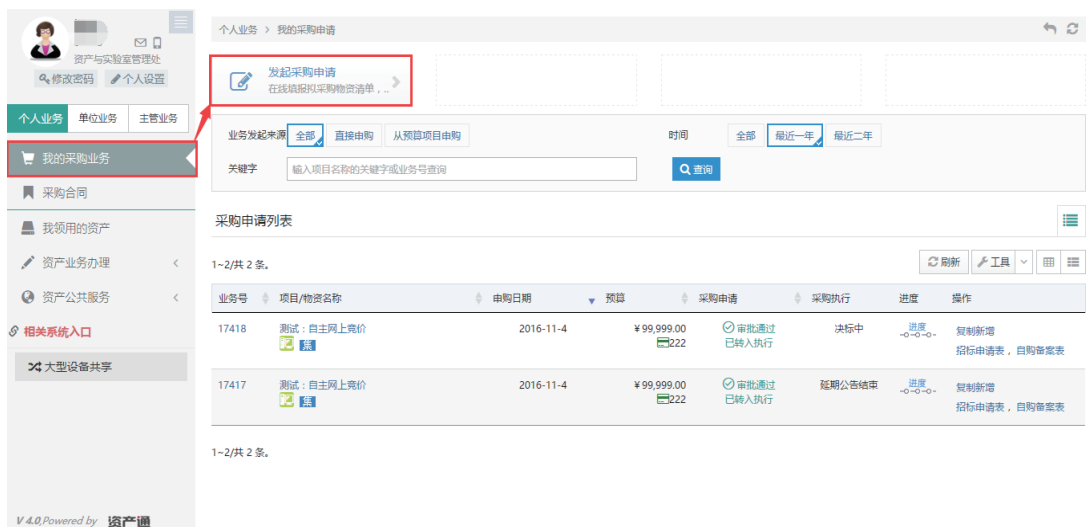 资产与实验室管理处
修改密码 个人设置
个人业务 单位业务 主管业务
我的采购业务
采购合同
我领用的资产
资产业务办理
资产公共服务
相关系统入口
大型设备共享
V 4.0,Powered by 资产通
个人业务 > 我的采购申请
发起采购申请
在线填报拟采购物资清单，..
业务发起来源 全部 直接申购 从预算项目申购 时间 全部 最近一年 最近二年
关键字 输入项目名称的关键字或业务号查询 查询
采购申请列表
1~2/共 2 条。 刷新 工具
业务号 项目/物资名称 申购日期 预算 采购申请 采购执行 进度 操作
17418 测试：自主网上竞价 2016-11-4 ¥ 99,999.00 审批通过 决标中 进度 复制新增
集 222 已转入执行 招标申请表，自购备案表
17417 测试：自主网上竞价 2016-11-4 ¥ 99,999.00 审批通过 延期公告结束 进度 复制新增
集 222 已转入执行 招标申请表，自购备案表
1~2/共 2 条。